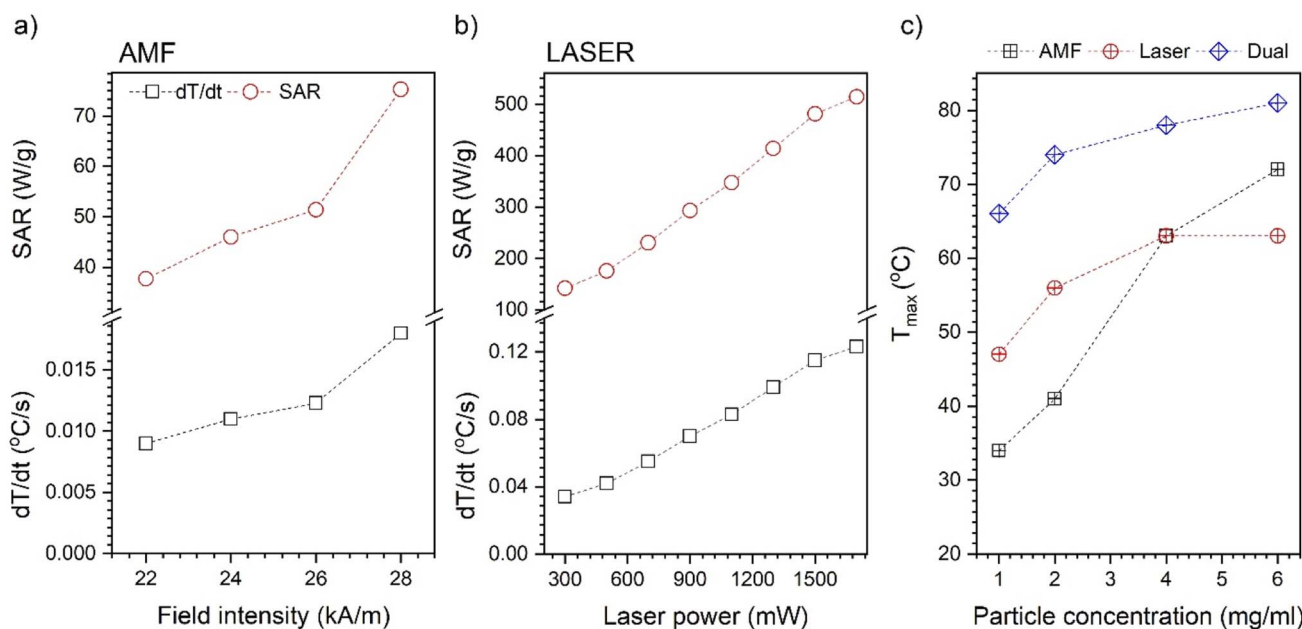 a)
AMF
dT/dt SAR
SAR (W/g)
70
60
50
40
dT/dt (°C/s)
0.015
0.010
0.005
0.000
22 24 26 28
Field intensity (kA/m)
b)
LASER
SAR (W/g)
500
400
300
200
100
dT/dt (°C/s)
0.12
0.08
0.04
0.00
300 600 900 1200 1500
Laser power (mW)
c)
AMF Laser Dual
Tmax (°C)
80
70
60
50
40
30
20
1 2 3 4 5 6
Particle concentration (mg/ml)